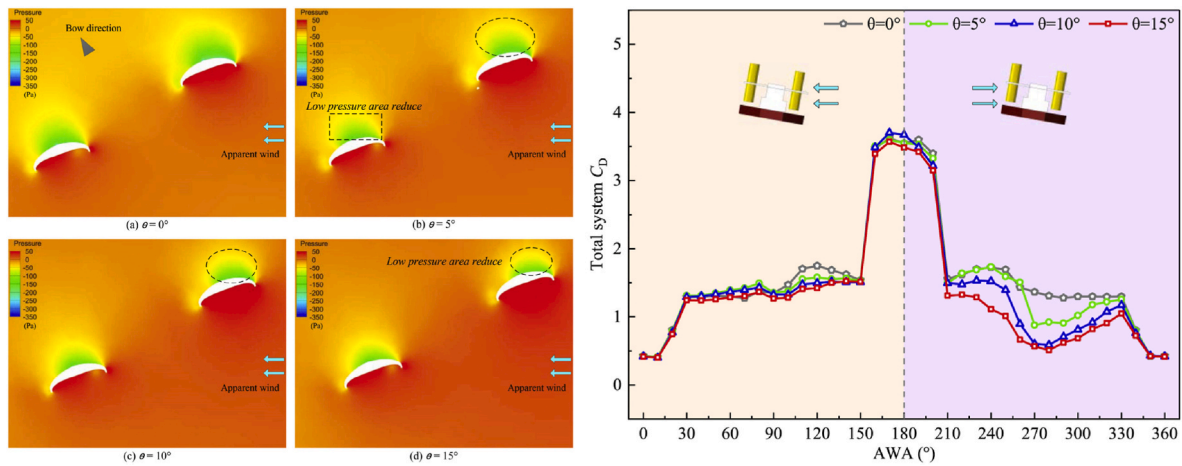 Pressure
50
0
-50
-100
-150
-200
-250
-300
-350
(Pa)
Bow direction
Apparent wind
(a) θ = 0°
Pressure
50
0
-50
-100
-150
-200
-250
-300
-350
(Pa)
Low pressure area reduce
Apparent wind
(b) θ = 5°
Pressure
50
0
-50
-100
-150
-200
-250
-300
-350
(Pa)
Apparent wind
(c) θ = 10°
Pressure
50
0
-50
-100
-150
-200
-250
-300
-350
(Pa)
Low pressure area reduce
Apparent wind
(d) θ = 15°
θ=0° θ=5° θ=10° θ=15°
Total system CD
5
4
3
2
1
0
0 30 60 90 120 150 180 210 240 250 300 330 360
AWA (°)